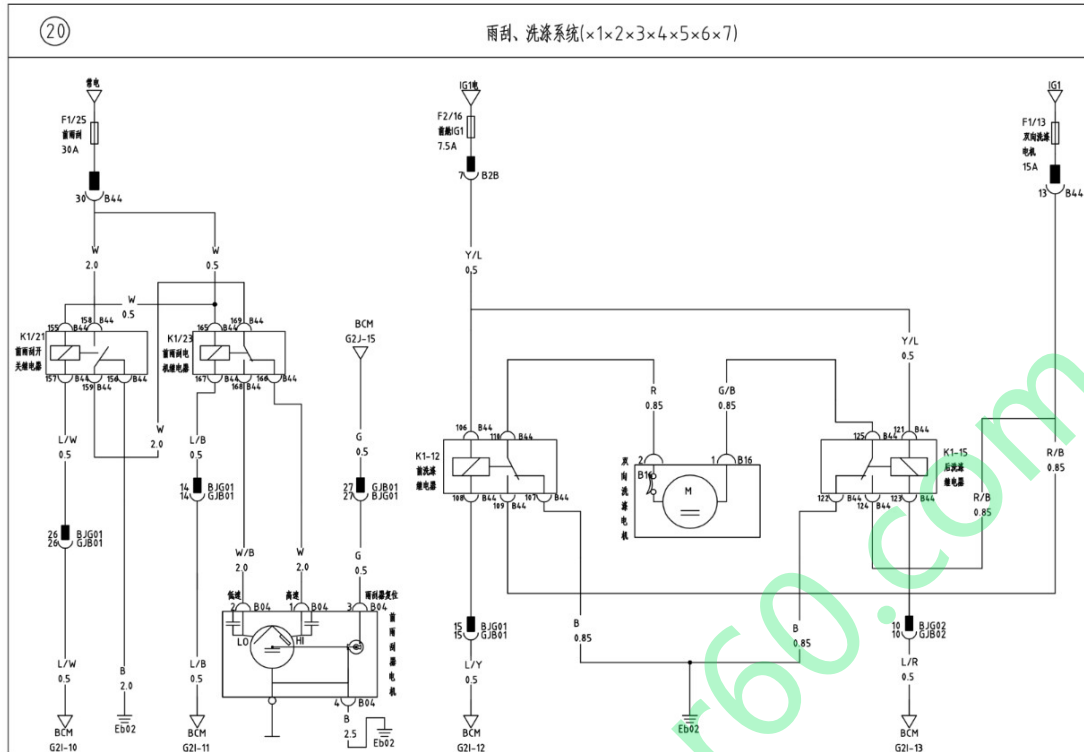 20
雨刮、洗涤系统(×1×2×3×4×5×6×7)
常电
F1/25
前雨刮
30A
30 B44
W
2.0
W
0.5
W
0.5
155 B44
158 B44
K1/21
前雨刮开
关继电器
157 B44
159 B44
156 B44
165 B44
169 B44
K1/23
前雨刮电
机继电器
167 B44
168 B44
166 B44
W
2.0
BCM
G2J-15
L/W
0.5
L/B
0.5
G
0.5
14 BJG01
14 GJB01
27 GJB01
27 BJG01
26 BJG01
26 GJB01
W/B
2.0
W
2.0
G
0.5
低速
高速
雨刮器复位
2 B04
1 B04
3 B04
LO
HI
前雨刮器电机
4 B04
L/W
0.5
B
2.0
L/B
0.5
B
2.5
BCM
G2I-10
Eb02
BCM
G2I-11
Eb02
IG1电
F2/16
前舱IG1
7.5A
7 B2B
Y/L
0.5
IG1
F1/13
双向洗涤
电机
15A
13 B44
Y/L
0.5
R
0.85
G/B
0.85
106 B44
110 B44
K1-12
前洗涤
继电器
108 B44
109
107 B44
双向洗涤电机
2
B16
1 B16
M
125 B44
121 B44
K1-15
后洗涤
继电器
122 B44
124 B44
123 B44
R/B
0.85
R/B
0.85
15 BJG01
15 GJB01
B
0.85
B
0.85
10 BJG02
10 GJB02
L/Y
0.5
L/R
0.5
BCM
G2I-12
Eb02
BCM
G2I-13
r60.com